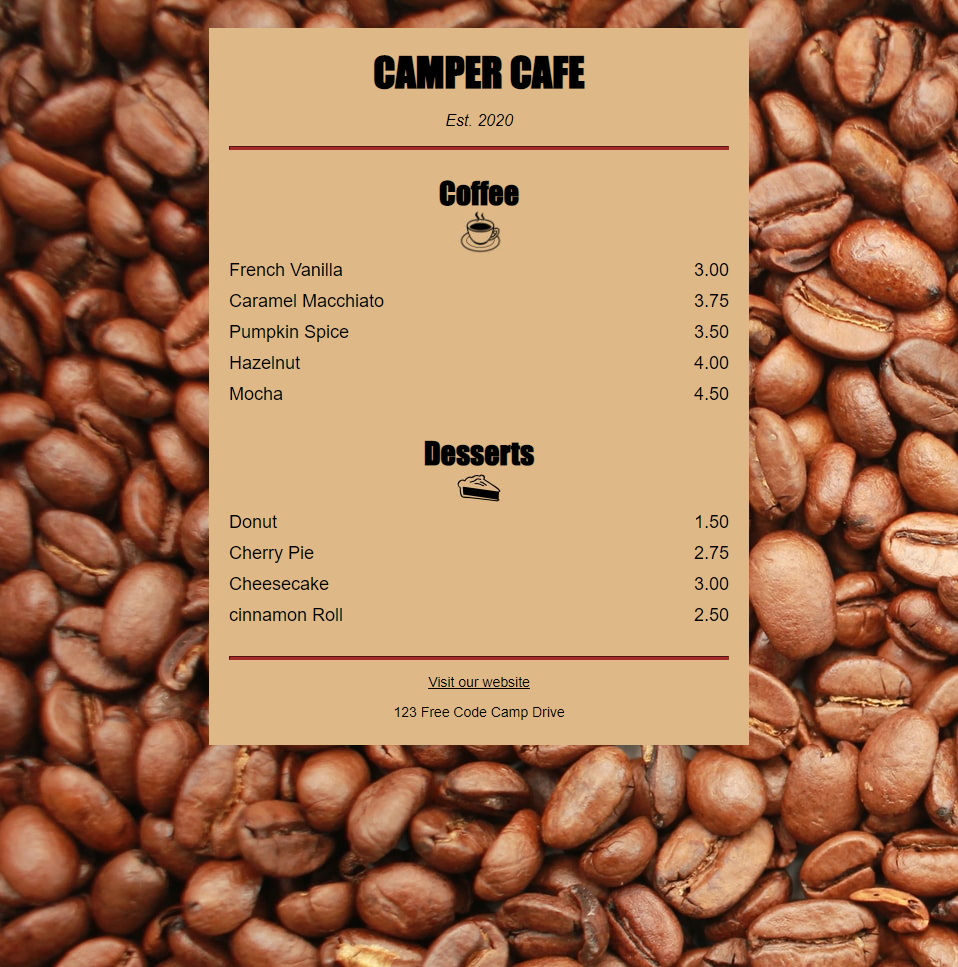 CAMPER CAFE
Est. 2020
Coffee
French Vanilla 3.00
Caramel Macchiato 3.75
Pumpkin Spice 3.50
Hazelnut 4.00
Mocha 4.50
Desserts
Donut 1.50
Cherry Pie 2.75
Cheesecake 3.00
cinnamon Roll 2.50
Visit our website
123 Free Code Camp Drive